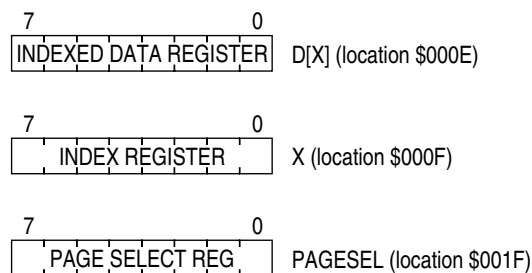 7 0
INDEXED DATA REGISTER D[X] (location $000E)
7 0
INDEX REGISTER X (location $000F)
7 0
PAGE SELECT REG PAGESEL (location $001F)